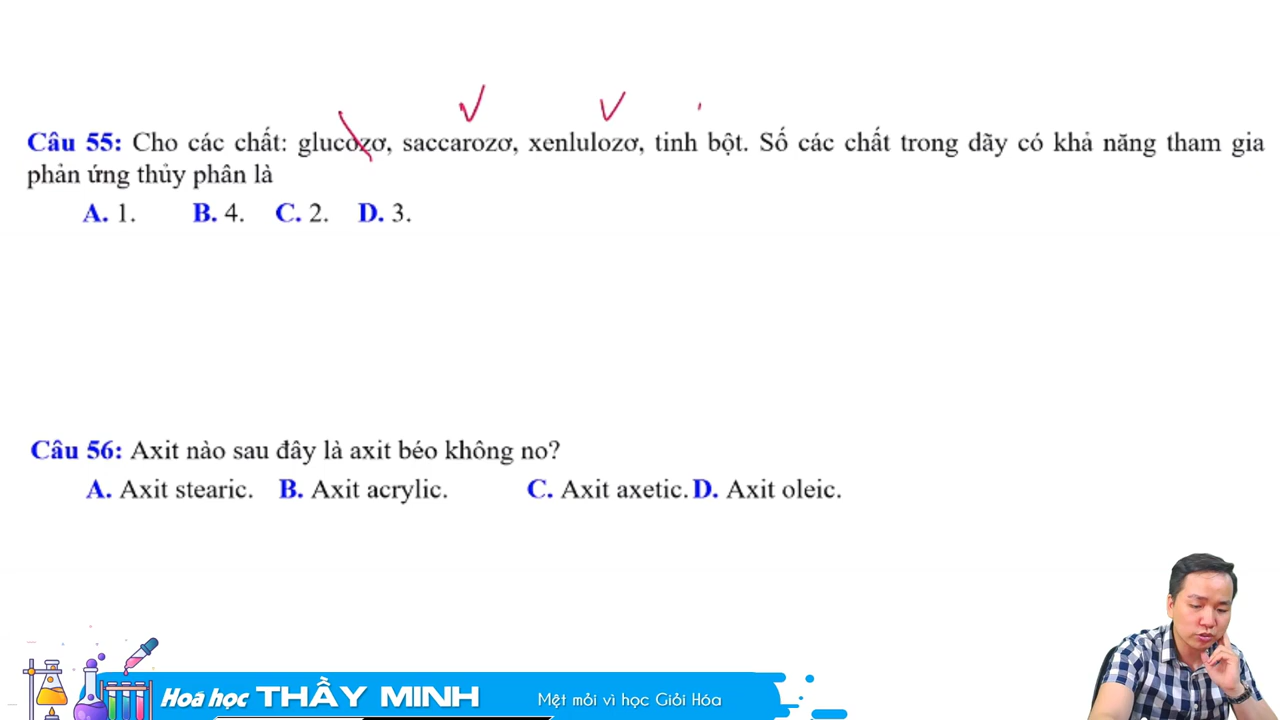 Câu 55: Cho các chất: glucozơ, saccarozơ, xenlulozơ, tinh bột. Số các chất trong dãy có khả năng tham gia
phản ứng thủy phân là
A. 1. B. 4. C. 2. D. 3.
Câu 56: Axit nào sau đây là axit béo không no?
A. Axit stearic. B. Axit acrylic. C. Axit axetic. D. Axit oleic.
Hoá học THẦY MINH Mệt mỏi vì học Giỏi Hóa